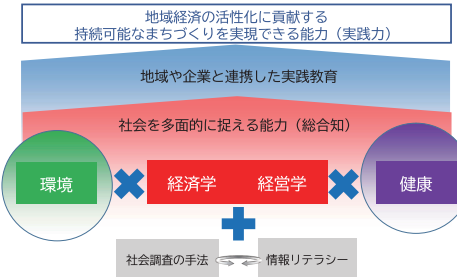 地域経済の活性化に貢献する
持続可能なまちづくりを実現できる能力（実践力）
地域や企業と連携した実践教育
社会を多面的に捉える能力（総合知）
環境
経済学
経営学
健康
社会調査の手法
情報リテラシー